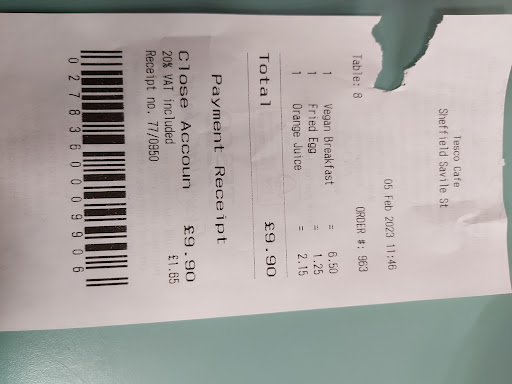 Tesco Cafe
Sheffield Savile St
05 Feb 2023 11:46
Table: 8 ORDER #: 963
1 Vegan Breakfast = 6.50
1 Fried Egg = 1.25
1 Orange Juice = 2.15
Total £9.90
Payment Receipt
Close Accoun £9.90
20% VAT included £1.65
Receipt no. 77/0950
0278360009906